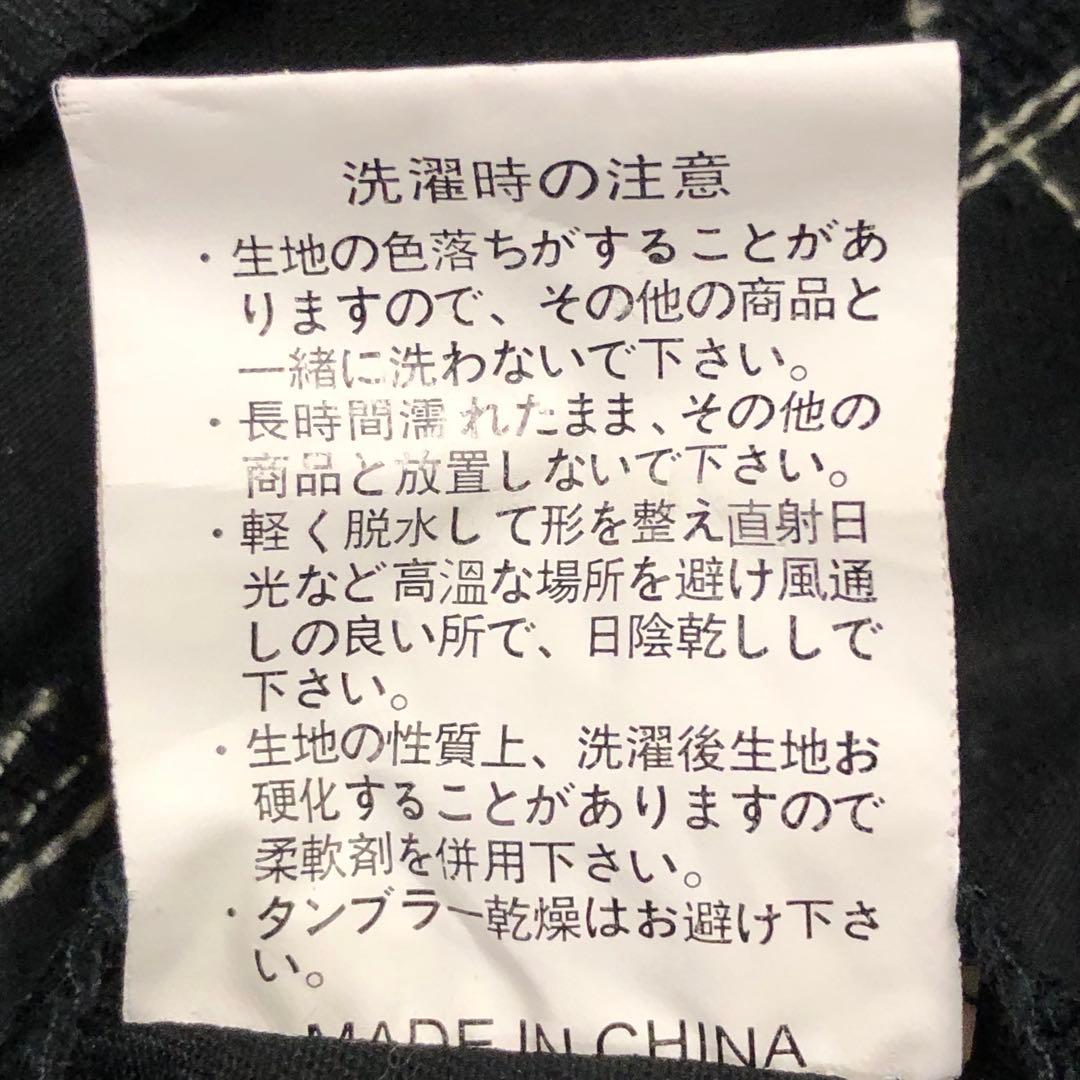 洗濯時の注意
・生地の色落ちがすることがあ
りますので、その他の商品と
一緒に洗わないで下さい。
・長時間濡れたまま、その他の
商品と放置しないで下さい。
・軽く脱水して形を整え直射日
光など高温な場所を避け風通
しの良い所で、日陰乾ししで
下さい。
・生地の性質上、洗濯後生地お
硬化することがありますので
柔軟剤を併用下さい。
・タンブラー乾燥はお避け下さ
い。
MADE IN CHINA